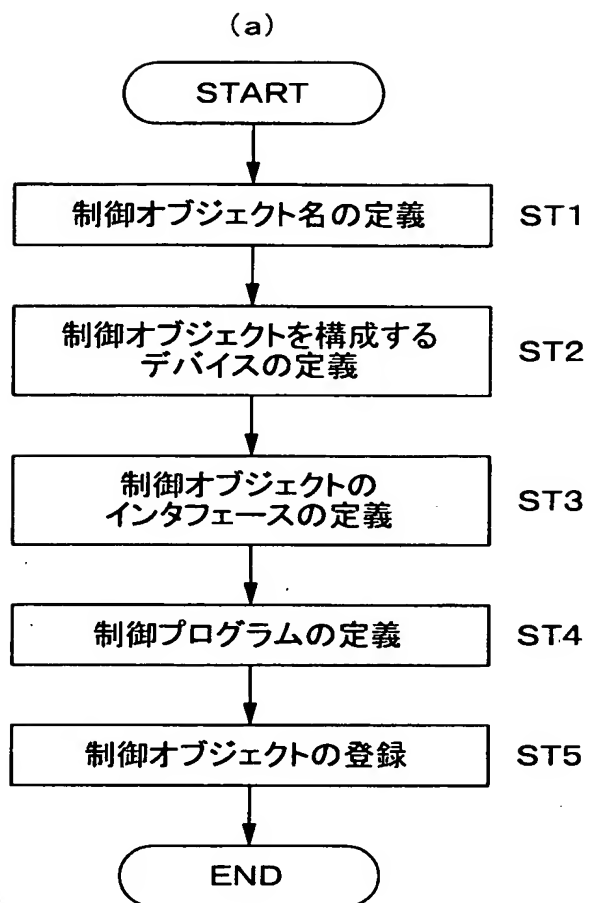 (a)
START
制御オブジェクト名の定義 ST1
制御オブジェクトを構成する
デバイスの定義 ST2
制御オブジェクトの
インタフェースの定義 ST3
制御プログラムの定義 ST4
制御オブジェクトの登録 ST5
END